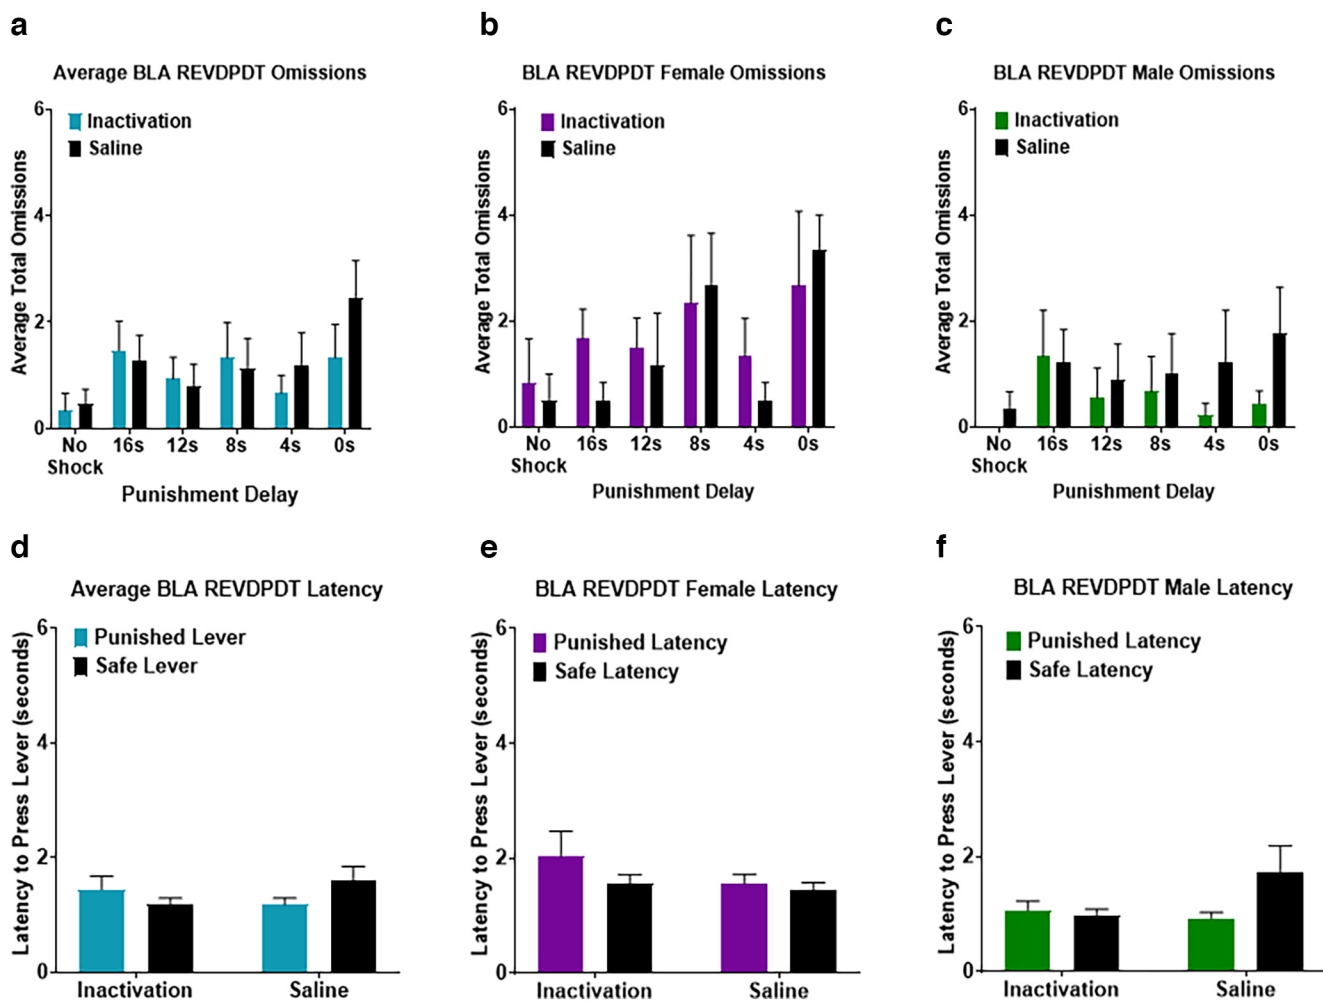 a
Average BLA REVDPDT Omissions
Average Total Omissions
6
4
2
0
Inactivation
Saline
No Shock
16s
12s
8s
4s
0s
Punishment Delay
b
BLA REVDPDT Female Omissions
Average Total Omissions
6
4
2
0
Inactivation
Saline
No Shock
16s
12s
8s
4s
0s
Punishment Delay
c
BLA REVDPDT Male Omissions
Average Total Omissions
6
4
2
0
Inactivation
Saline
No Shock
16s
12s
8s
4s
0s
Punishment Delay
d
Average BLA REVDPDT Latency
Latency to Press Lever (seconds)
6
4
2
0
Punished Lever
Safe Lever
Inactivation
Saline
e
BLA REVDPDT Female Latency
Latency to Press Lever (seconds)
6
4
2
0
Punished Latency
Safe Latency
Inactivation
Saline
f
BLA REVDPDT Male Latency
Latency to Press Lever (seconds)
6
4
2
0
Punished Latency
Safe Latency
Inactivation
Saline